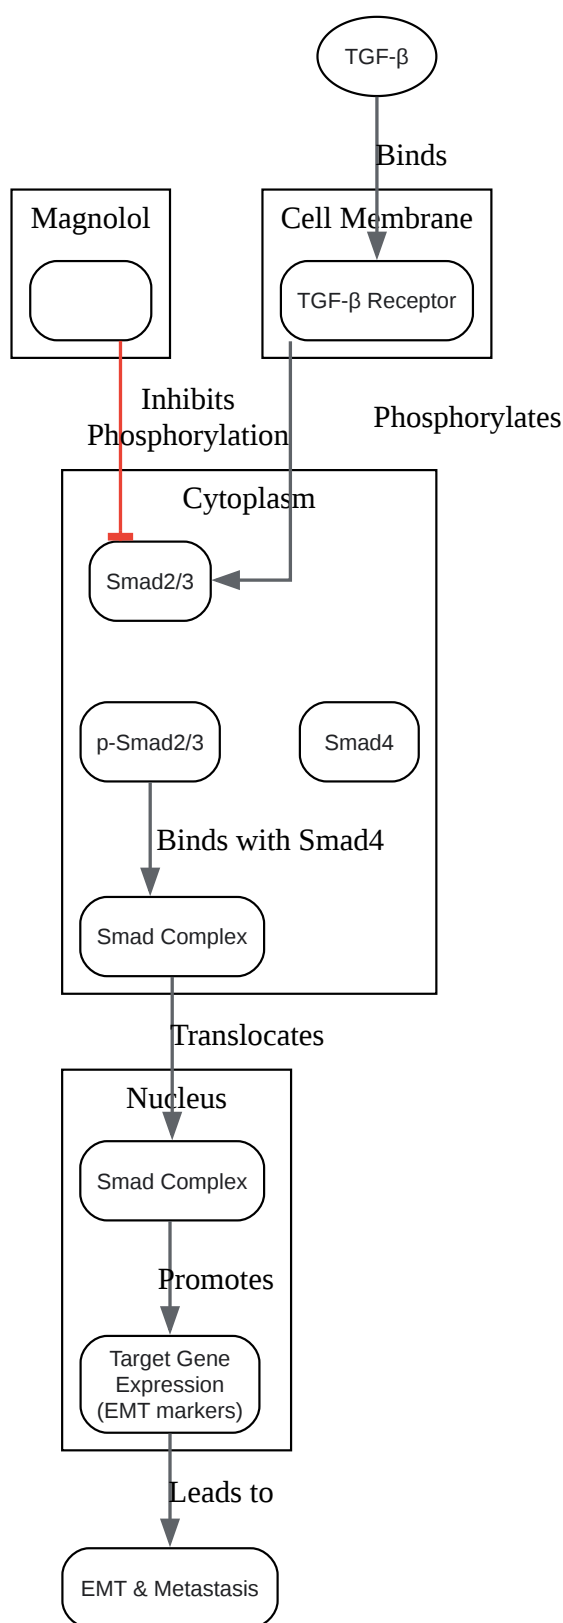 TGF-β
Binds
Magnolol
Cell Membrane
TGF-β Receptor
Inhibits
Phosphorylation
Phosphorylates
Cytoplasm
Smad2/3
p-Smad2/3
Smad4
Binds with Smad4
Smad Complex
Translocates
Nucleus
Smad Complex
Promotes
Target Gene
Expression
(EMT markers)
Leads to
EMT & Metastasis